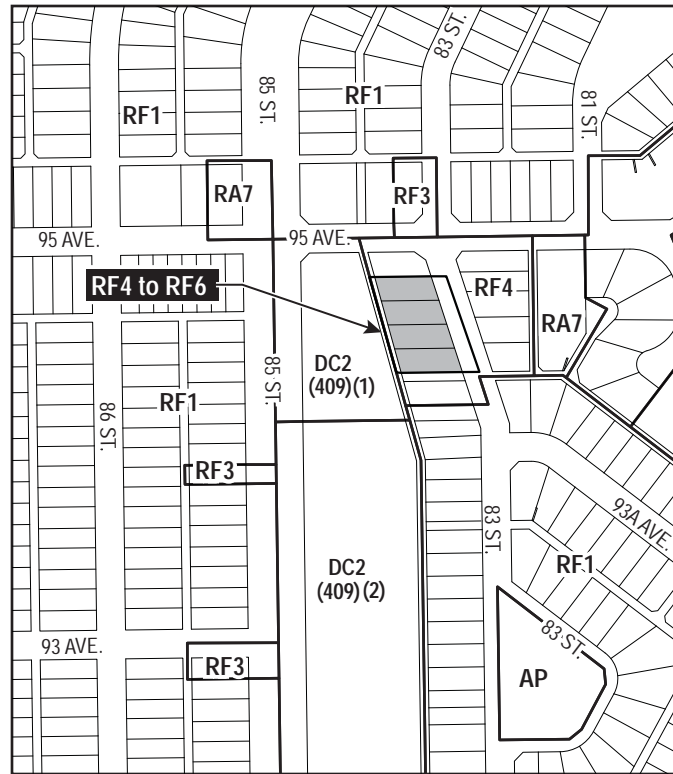 83 ST.
RF1
RF1
85 ST.
81 ST.
RA7
RF3
95 AVE.
95 AVE.
RF4 to RF6
RF4
RA7
DC2
(409)(1)
85 ST.
RF1
86 ST.
RF3
83 ST.
93A AVE.
DC2
(409)(2)
RF1
83 ST.
93 AVE.
RF3
AP